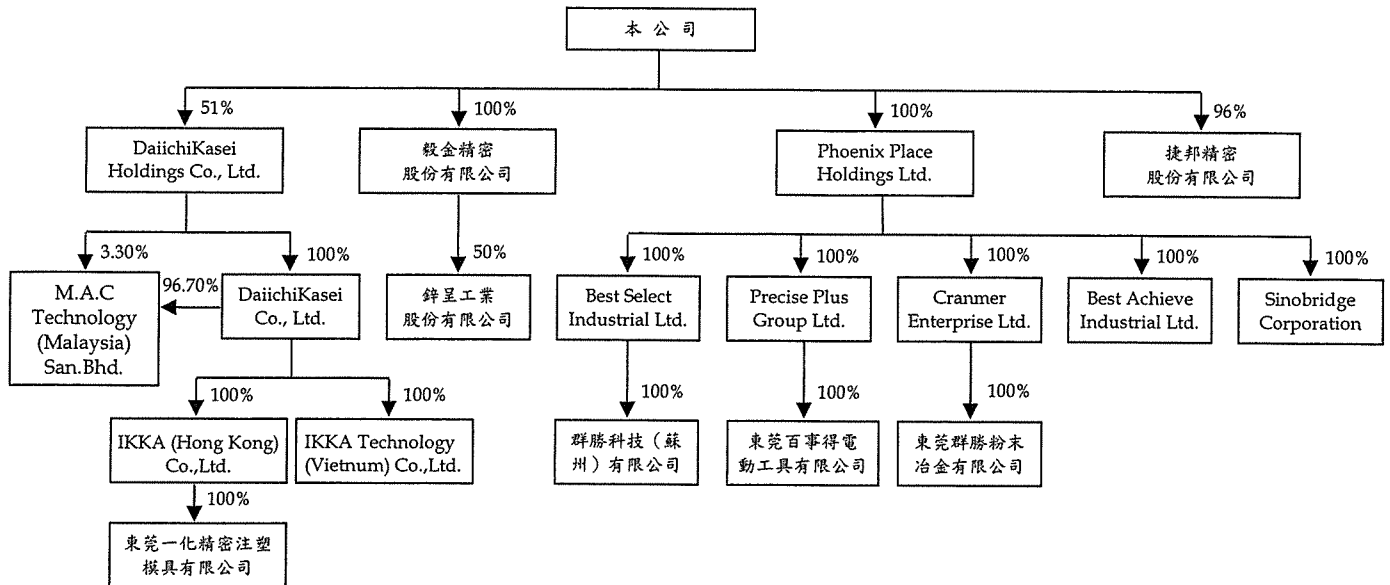 本 公 司
51%
100%
100%
96%
DaiichiKasei
Holdings Co., Ltd.
毅金精密
股份有限公司
Phoenix Place
Holdings Ltd.
捷邦精密
股份有限公司
3.30%
100%
50%
100%
100%
100%
100%
100%
M.A.C
Technology
(Malaysia)
San.Bhd.
96.70%
DaiichiKasei
Co., Ltd.
鋅呈工業
股份有限公司
Best Select
Industrial Ltd.
Precise Plus
Group Ltd.
Cranmer
Enterprise Ltd.
Best Achieve
Industrial Ltd.
Sinobridge
Corporation
100%
100%
100%
100%
100%
IKKA (Hong Kong)
Co.,Ltd.
IKKA Technology
(Vietnum) Co.,Ltd.
群勝科技（蘇
州）有限公司
東莞百事得電
動工具有限公司
東莞群勝粉末
冶金有限公司
100%
東莞一化精密注塑
模具有限公司